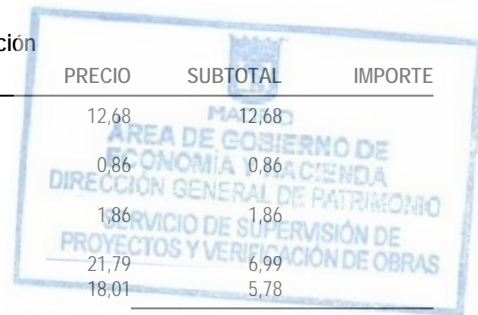 ción
PRECIO SUBTOTAL IMPORTE
MADRID
12,68 12,68
ÁREA DE GOBIERNO DE
ECONOMÍA Y HACIENDA
0,86 0,86
DIRECCIÓN GENERAL DE PATRIMONIO
1,86 1,86
SERVICIO DE SUPERVISIÓN DE
PROYECTOS Y VERIFICACIÓN DE OBRAS
21,79 6,99
18,01 5,78